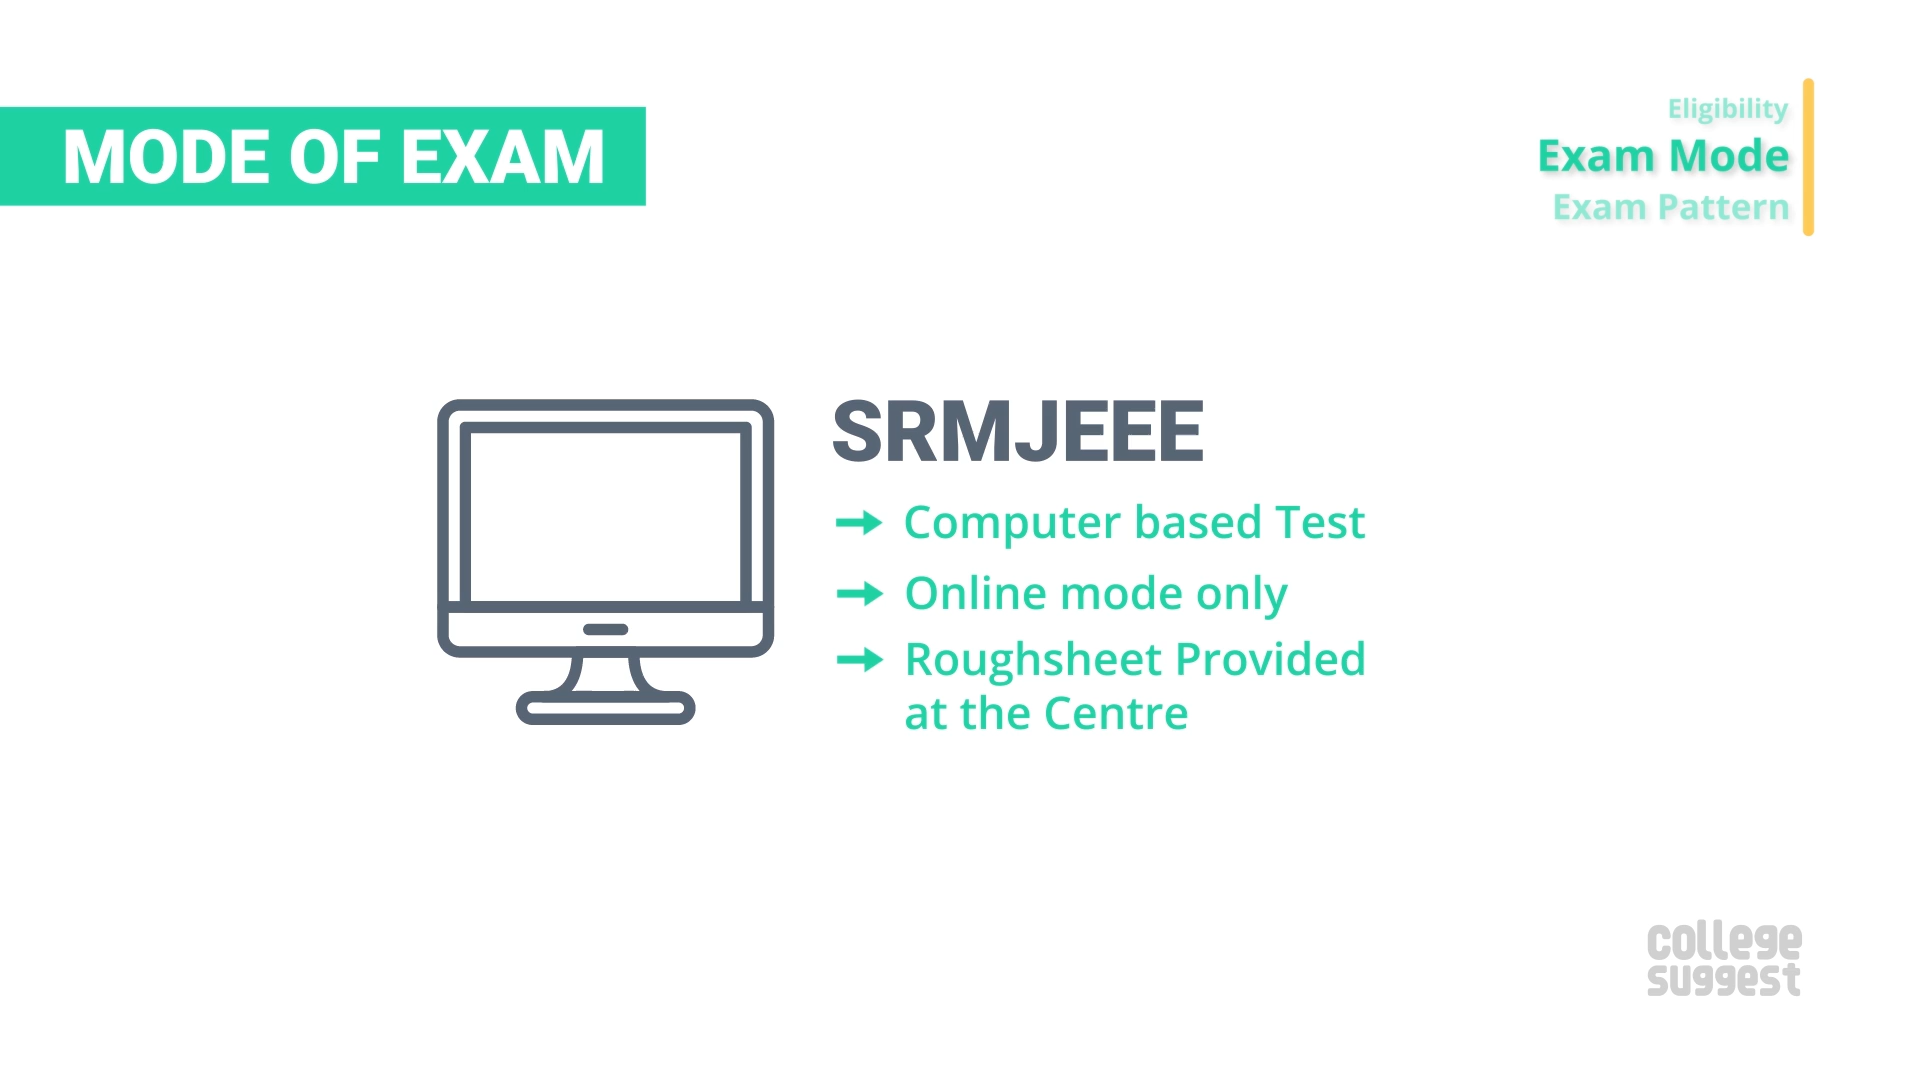 MODE OF EXAM
Eligibility
Exam Mode
Exam Pattern
SRMJEEE
Computer based Test
Online mode only
Roughsheet Provided
at the Centre
college
suggest